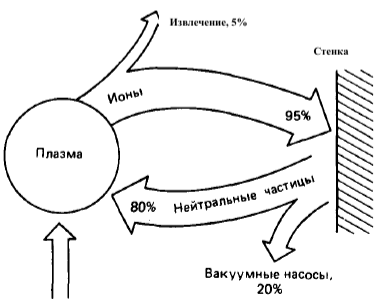 Извлечение, 5%
Стенка
Ионы
95%
Плазма
80%
Нейтральные частицы
Вакуумные насосы,
20%